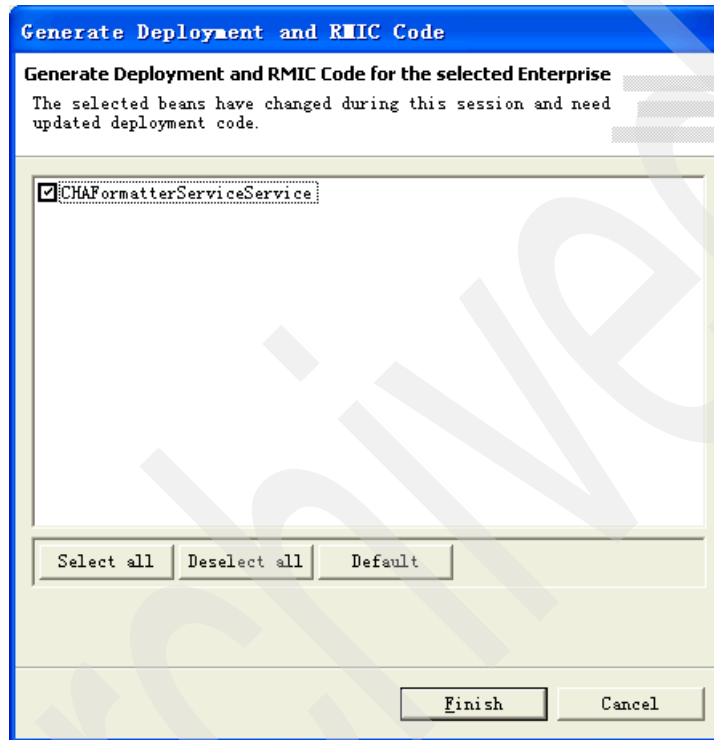 Generate Deployment and RMIC Code
Generate Deployment and RMIC Code for the selected Enterprise
The selected beans have changed during this session and need
updated deployment code.
CHAFormatterServiceService
Select all Deselect all Default
Finish Cancel